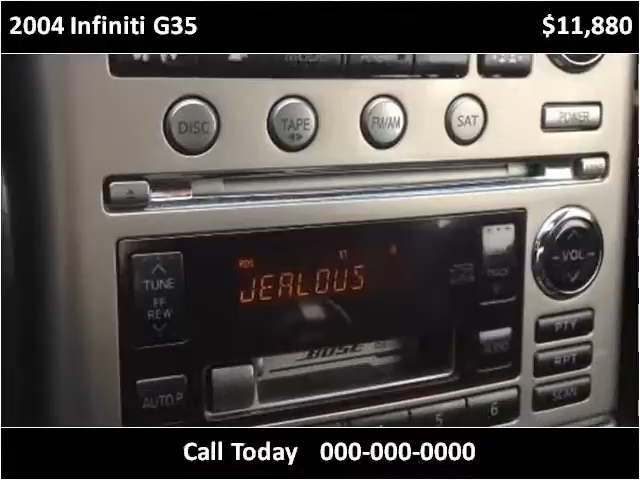 2004 Infiniti G35 $11,880
DISC TAPE FM/AM SAT POWER
RDS ST
TUNE JEALOUS TRACK VOL
FF
REW
BOSE AUDIO PTY
RPT
AUTO.P SCAN
5 6
Call Today 000-000-0000